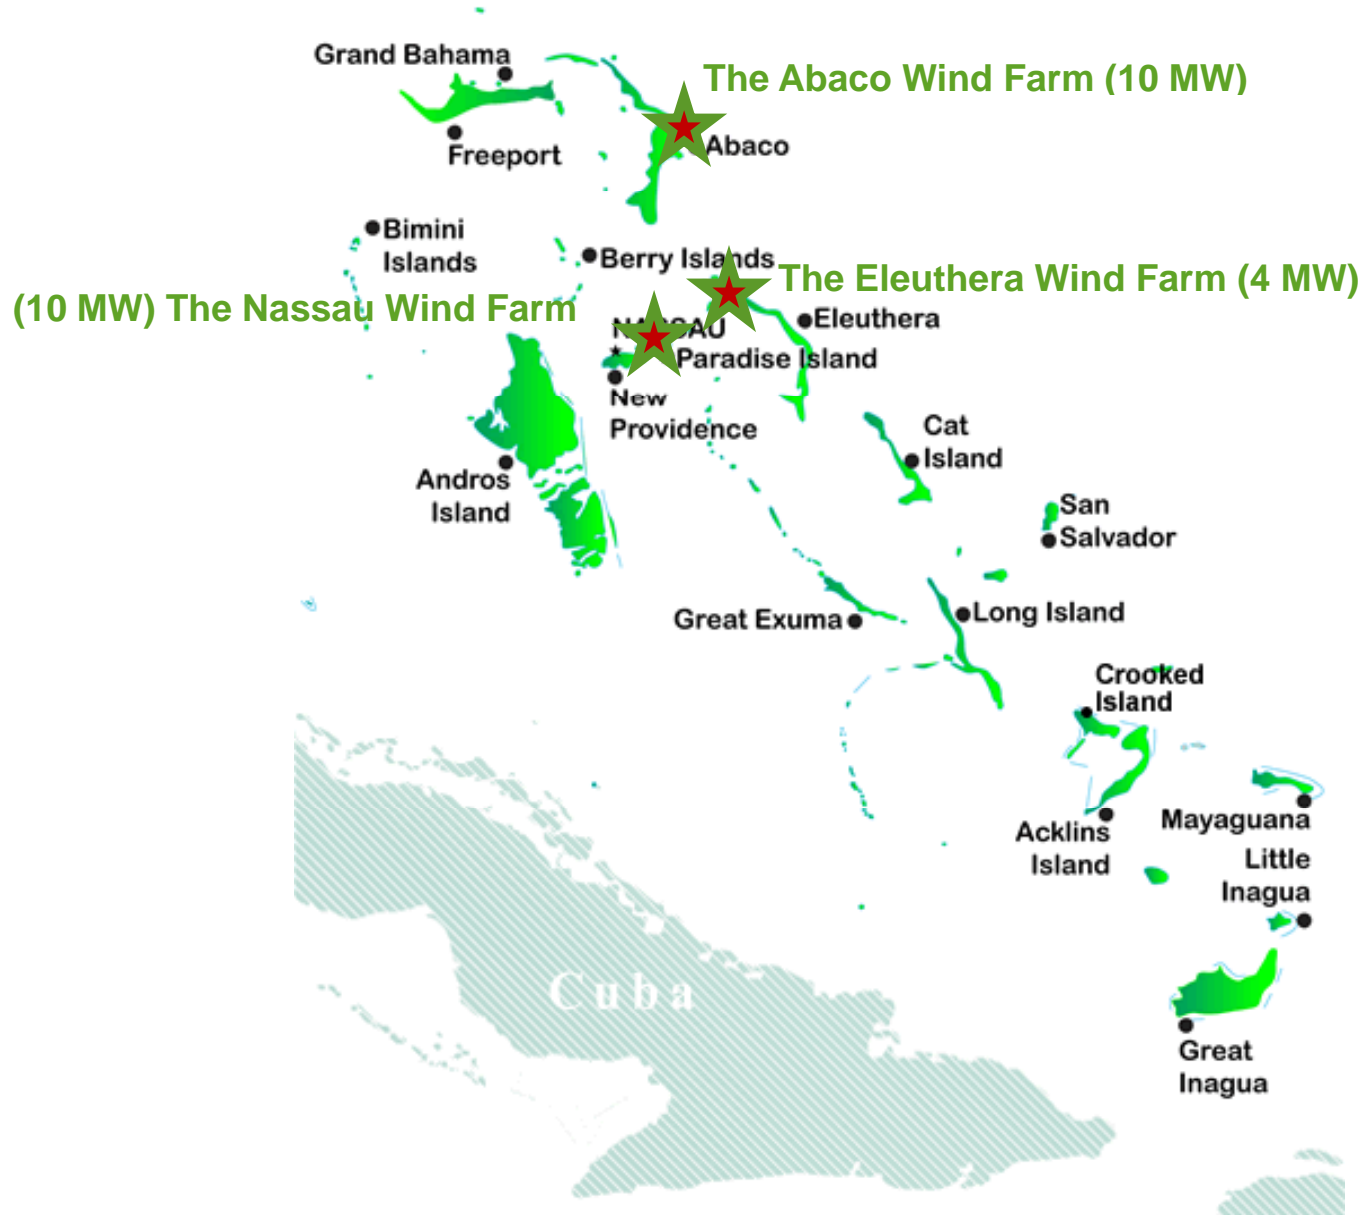 Grand Bahama
The Abaco Wind Farm (10 MW)
Abaco
Freeport
Bimini
Islands
Berry Islands
The Eleuthera Wind Farm (4 MW)
(10 MW) The Nassau Wind Farm
Eleuthera
NASSAU
Paradise Island
New
Providence
Cat
Island
Andros
Island
San
Salvador
Great Exuma
Long Island
Crooked
Island
Acklins
Island
Mayaguana
Little
Inagua
Cuba
Great
Inagua